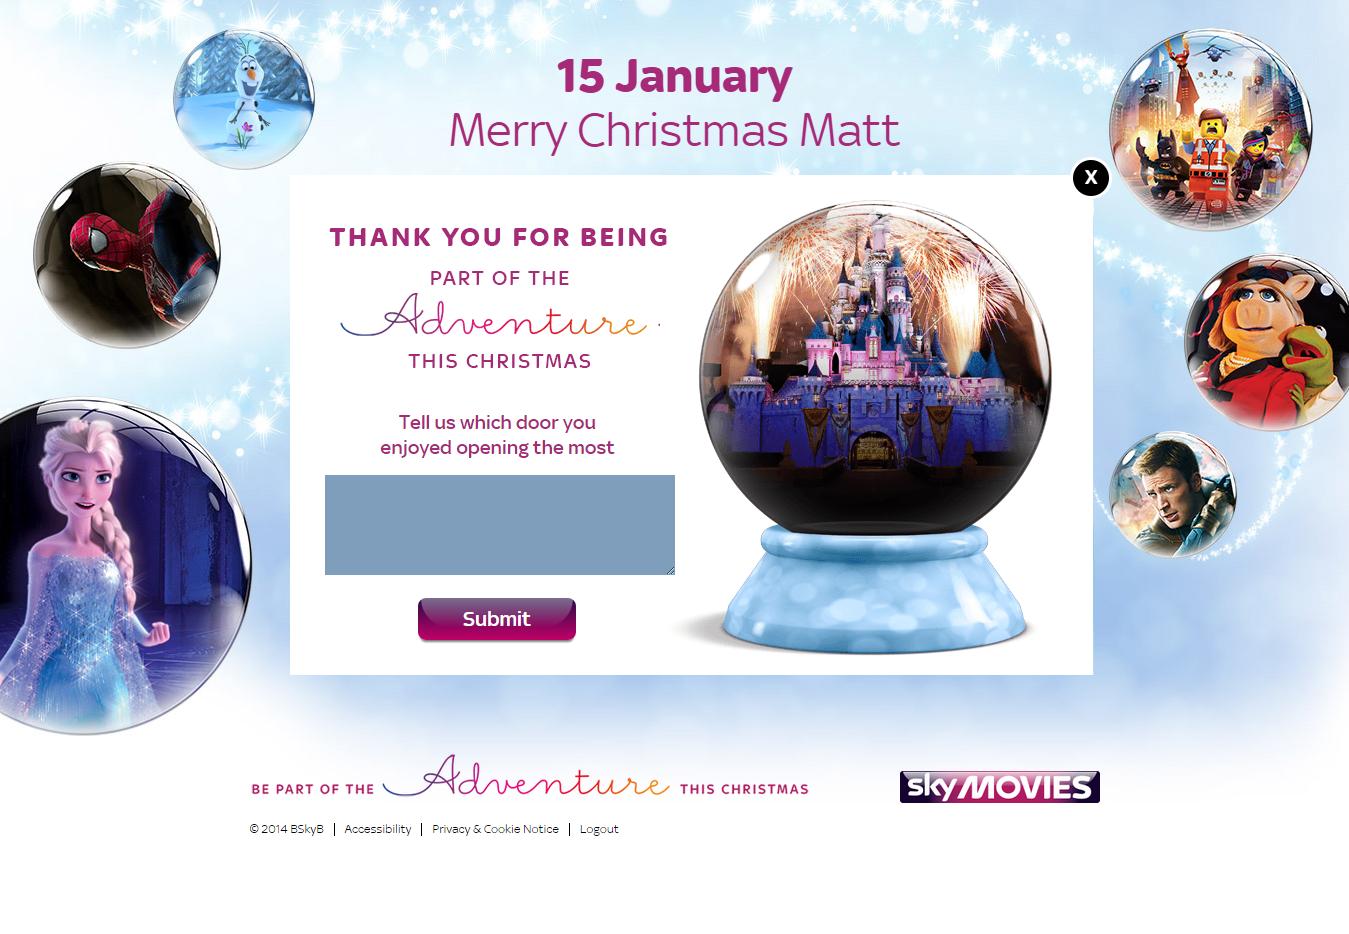 15 January
Merry Christmas Matt
X
THANK YOU FOR BEING
PART OF THE
Adventure
THIS CHRISTMAS
Tell us which door you
enjoyed opening the most
Submit
BE PART OF THE Adventure THIS CHRISTMAS
sky MOVIES
© 2014 BSkyB | Accessibility | Privacy & Cookie Notice | Logout